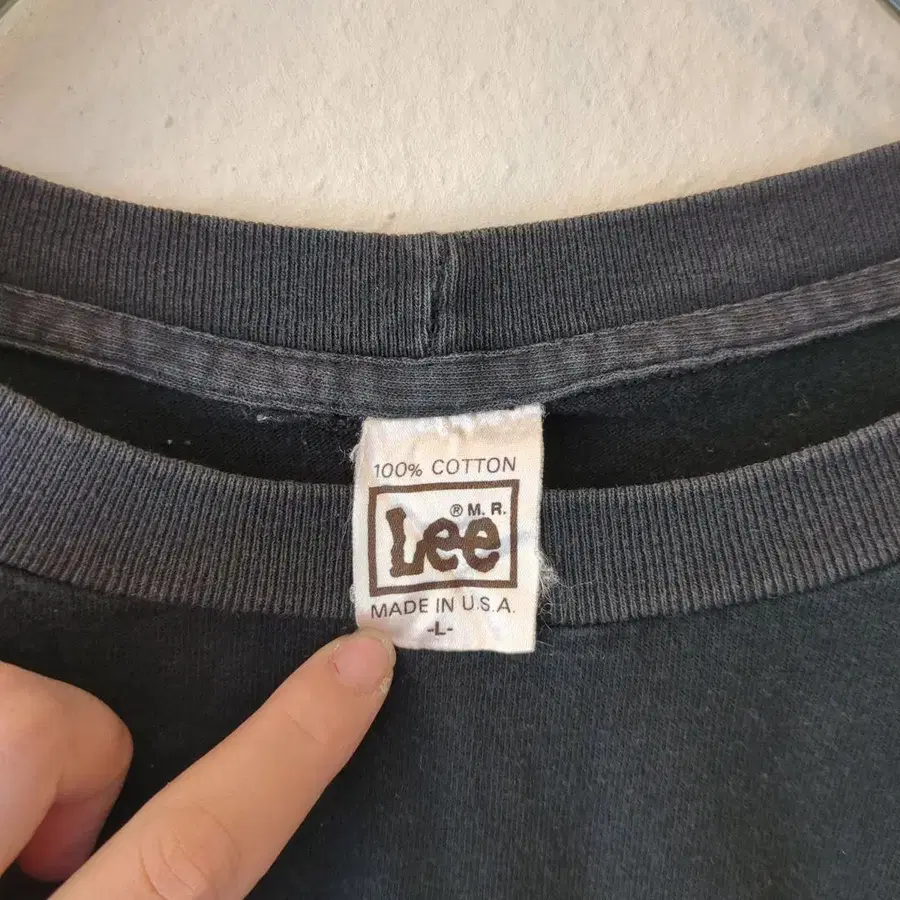 100% COTTON
® M. R.
Lee
MADE IN U.S.A.
-L-